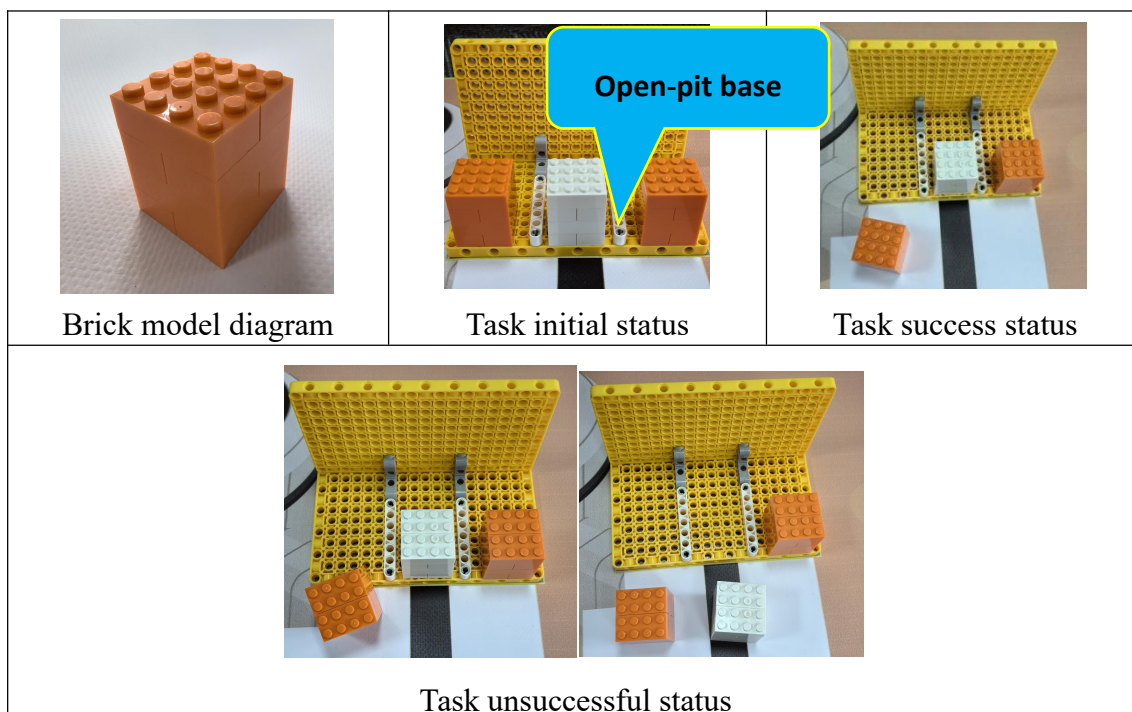 Open-pit base
Brick model diagram
Task initial status
Task success status
Task unsuccessful status